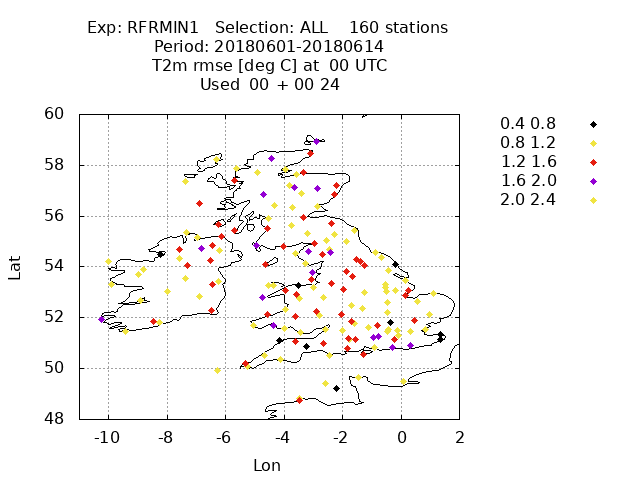 Exp: RFRMIN1 Selection: ALL 160 stations
Period: 20180601-20180614
T2m rmse [deg C] at 00 UTC
Used 00 + 00 24
0.4 0.8
0.8 1.2
1.2 1.6
1.6 2.0
2.0 2.4
60
58
56
54
52
50
48
Lat
-10 -8 -6 -4 -2 0 2
Lon